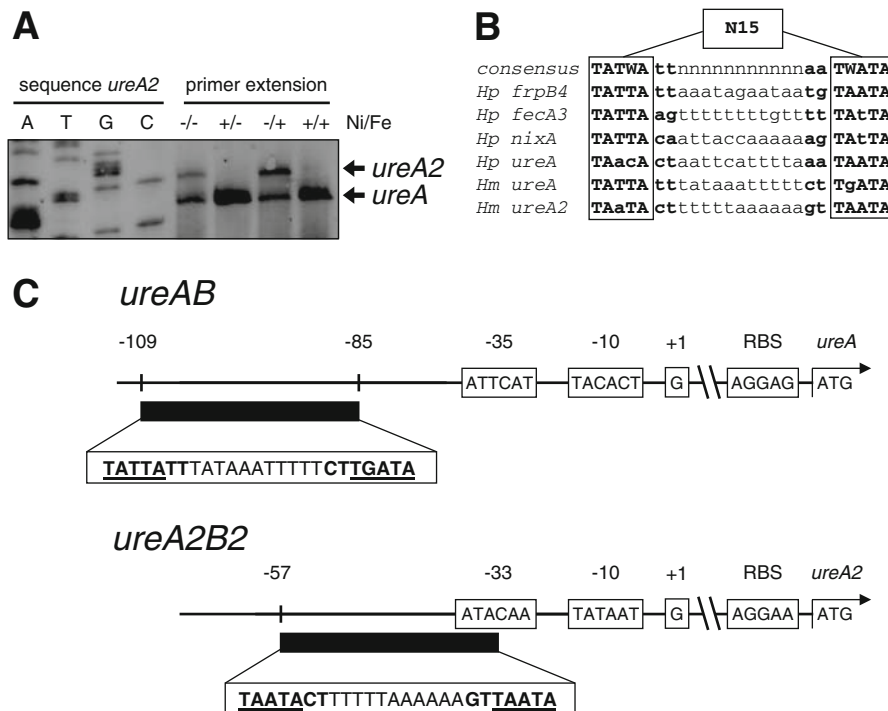 A
sequence ureA2 primer extension
A T G C -/- +/- -/+ +/+ Ni/Fe
ureA2
ureA
B
N15
consensus TATWA ttnnnnnnnnnnnaa TWATA
Hp frpB4 TATTA ttaaatagaataatg TAATA
Hp fecA3 TATTA agttttttttgtttt TAtTA
Hp nixA TATTA caattaccaaaaaag TAtTA
Hp ureA TAacA ctaattcatttttaa TAATA
Hm ureA TATTA tttataaatttttct TgATA
Hm ureA2 TAaTA cttttttaaaaaagt TAATA
C
ureAB
-109 -85 -35 -10 +1 RBS ureA
ATTCAT TACACT G AGGAG ATG
TATTATTTATAAATTTTTCTTGATA
ureA2B2
-57 -33 -10 +1 RBS ureA2
ATACAA TATAAT G AGGAA ATG
TAATACTTTTTTAAAAAAGTTAATA